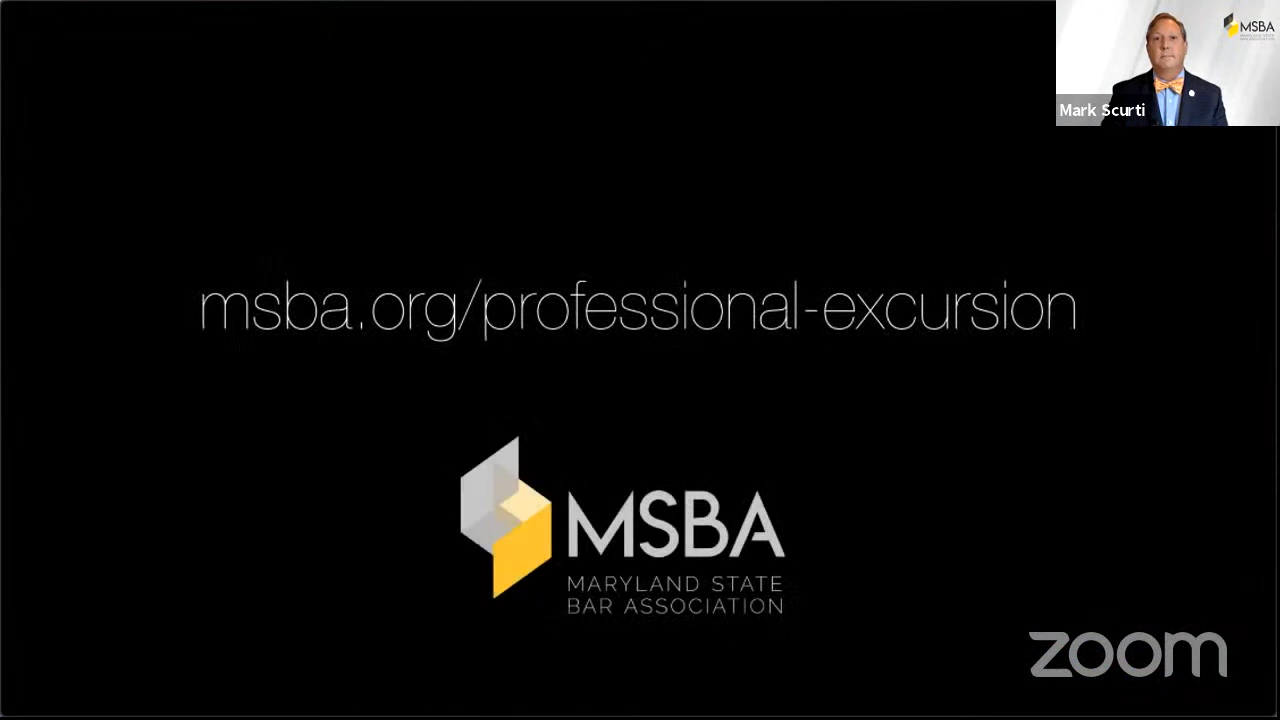 MSBA
Mark Scurti
msba.org/professional-excursion
MSBA
MARYLAND STATE
BAR ASSOCIATION
zoom